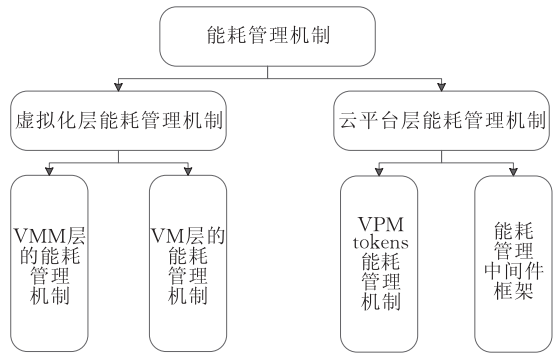 能耗管理机制
虚拟化层能耗管理机制
云平台层能耗管理机制
VMM层
的能耗
管理
机制
VM层的
能耗
管理
机制
VPM
tokens
能耗
管理
机制
能耗
管理
中间件
框架